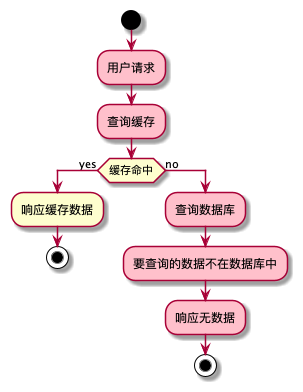 用户请求
查询缓存
yes
缓存命中
no
响应缓存数据
查询数据库
要查询的数据不在数据库中
响应无数据